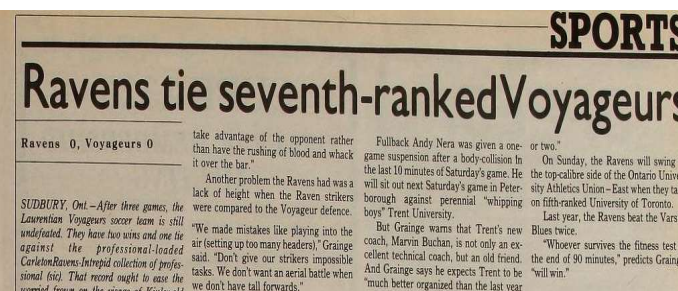 SPORTS
Ravens tie seventh-ranked Voyageurs
Ravens 0, Voyageurs 0
SUDBURY, Ont. – After three games, the
Laurentian Voyageurs soccer team is still
undefeated. They have two wins and one tie
against the professional-loaded
CarletonRavens-Intrepid collection of profes-
sional (sic). That record ought to ease the
worried frown on the
take advantage of the opponent rather
than have the rushing of blood and whack
it over the bar."
Another problem the Ravens had was a
lack of height when the Raven strikers
were compared to the Voyageur defence.
"We made mistakes like playing into the
air (setting up too many headers)," Grainge
said. "Don't give our strikers impossible
tasks. We don't want an aerial battle when
we don't have tall forwards."
Fullback Andy Nera was given a one-
game suspension after a body-collision In
the last 10 minutes of Saturday's game. He
will sit out next Saturday's game in Peter-
borough against perennial "whipping
boys" Trent University.
But Grainge warns that Trent's new
coach, Marvin Buchan, is not only an ex-
cellent technical coach, but an old friend.
And Grainge says he expects Trent to be
"much better organized than the last year
or two."
On Sunday, the Ravens will swing
the top-calibre side of the Ontario Unive
sity Athletics Union – East when they ta
on fifth-ranked University of Toronto.
Last year, the Ravens beat the Vars
Blues twice.
"Whoever survives the fitness test
the end of 90 minutes," predicts Grain
"will win."